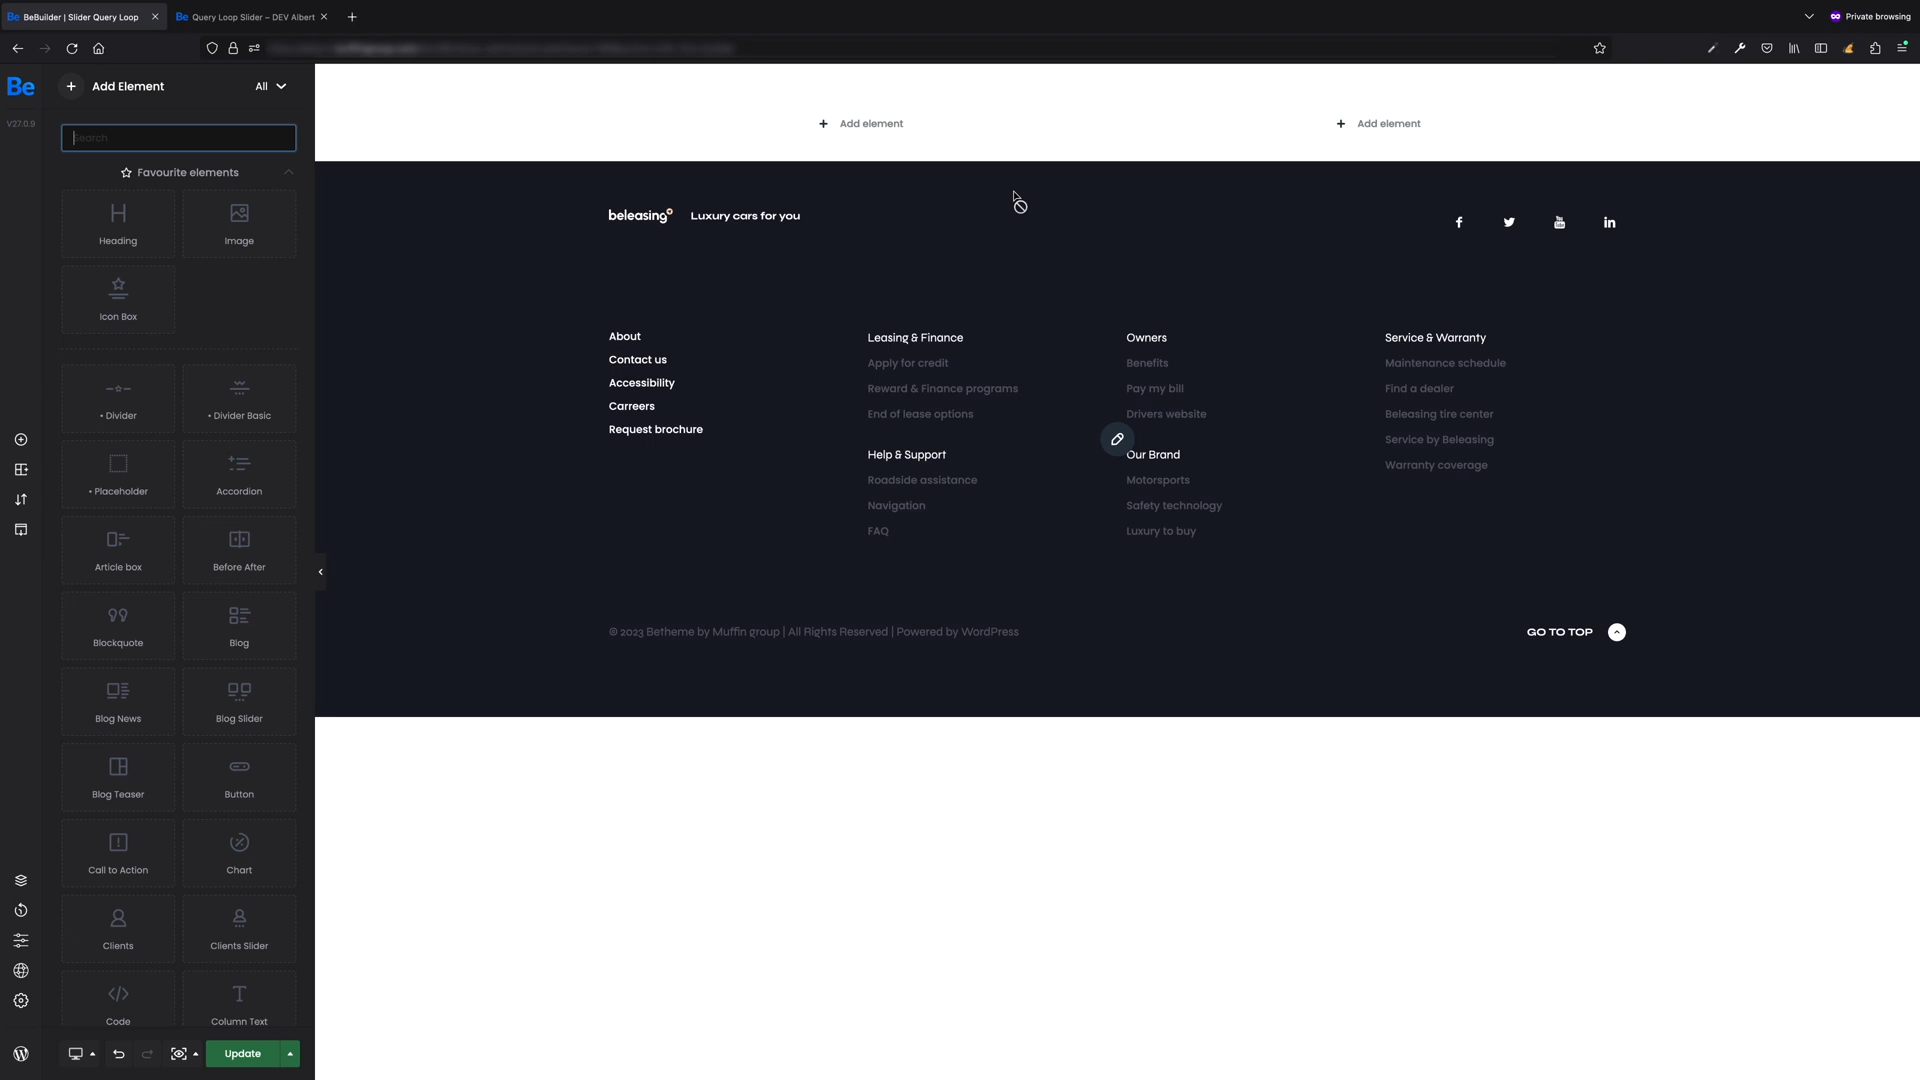 Be BeBuilder | Slider Query Loop
Be Query Loop Slider – DEV Albert
Private browsing
Be
V27.0.9
Add Element
All
Search
Favourite elements
Heading
Image
Icon Box
• Divider
• Divider Basic
• Placeholder
Accordion
Article box
Before After
Blockquote
Blog
Blog News
Blog Slider
Blog Teaser
Button
Call to Action
Chart
Clients
Clients Slider
Code
Column Text
Update
+ Add element
+ Add element
beleasing
Luxury cars for you
About
Contact us
Accessibility
Carreers
Request brochure
Leasing & Finance
Apply for credit
Reward & Finance programs
End of lease options
Help & Support
Roadside assistance
Navigation
FAQ
Owners
Benefits
Pay my bill
Drivers website
Our Brand
Motorsports
Safety technology
Luxury to buy
Service & Warranty
Maintenance schedule
Find a dealer
Beleasing tire center
Service by Beleasing
Warranty coverage
© 2023 Betheme by Muffin group | All Rights Reserved | Powered by WordPress
GO TO TOP